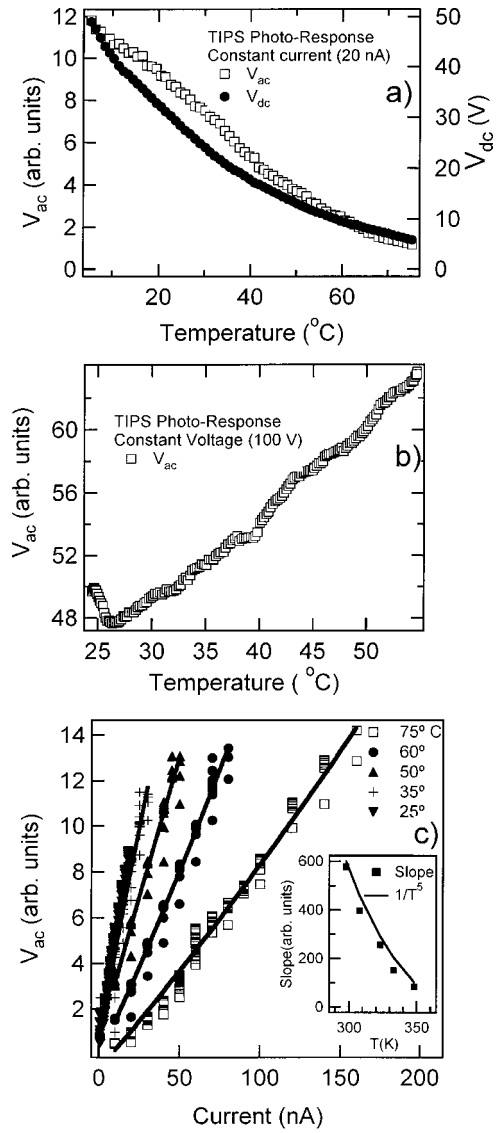 12
10
8
6
4
2
0
V_ac (arb. units)
TIPS Photo-Response
Constant current (20 nA)
□ V_ac
● V_dc
a)
50
40
30
20
10
0
V_dc (V)
20 40 60
Temperature (°C)
60
56
52
48
V_ac (arb. units)
TIPS Photo-Response
Constant Voltage (100 V)
□ V_ac
b)
25 30 35 40 45 50
Temperature (°C)
14
12
10
8
6
4
2
V_ac (arb. units)
□ 75° C
● 60°
▲ 50°
+ 35°
▼ 25°
c)
600
400
200
0
Slope(arb. units)
■ Slope
— 1/T⁵
300 350
T(K)
0 50 100 150 200
Current (nA)